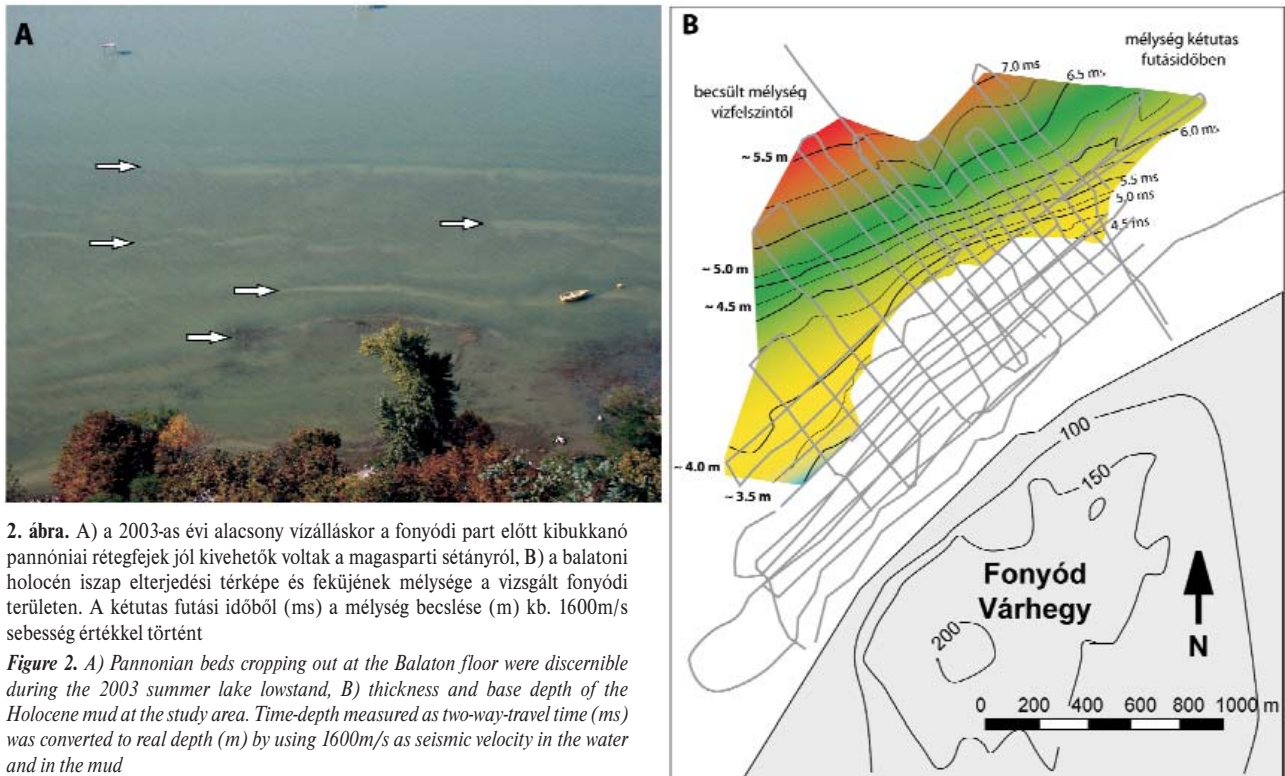 A
2. ábra. A) a 2003-as évi alacsony vízálláskor a fonyódi part előtt kibukkanó
pannóniai rétegfejek jól kivehetők voltak a magasparti sétányról, B) a balatoni
holocén iszap elterjedési térképe és feküjének mélysége a vizsgált fonyódi
területen. A kétutas futási időből (ms) a mélység becslése (m) kb. 1600m/s
sebesség értékkel történt
Figure 2. A) Pannonian beds cropping out at the Balaton floor were discernible
during the 2003 summer lake lowstand, B) thickness and base depth of the
Holocene mud at the study area. Time-depth measured as two-way-travel time (ms)
was converted to real depth (m) by using 1600m/s as seismic velocity in the water
and in the mud
B
becsült mélység
vízfelszíntől
mélység kétutas
futásidőben
7.0 ms
6.5 ms
6.0 ms
5.5 ms
5.0 ms
4.5 ms
~ 5.5 m
~ 5.0 m
~ 4.5 m
~ 4.0 m
~ 3.5 m
100
150
200
Fonyód
Várhegy
N
0 200 400 600 800 1000 m